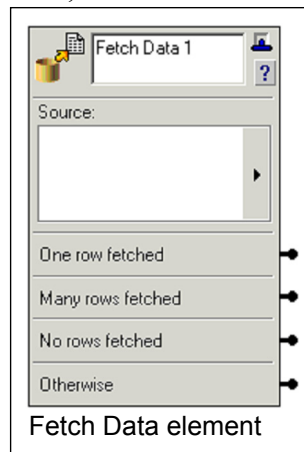 Fetch Data 1
?
Source:
One row fetched
Many rows fetched
No rows fetched
Otherwise
Fetch Data element